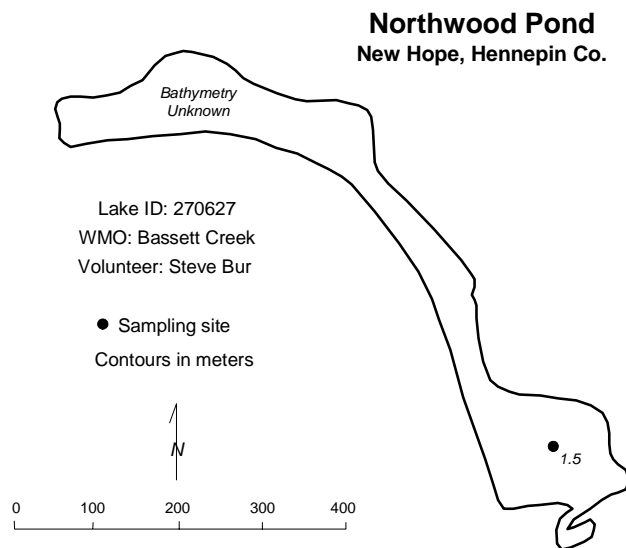 Northwood Pond
New Hope, Hennepin Co.
Bathymetry
Unknown
Lake ID: 270627
WMO: Bassett Creek
Volunteer: Steve Bur
Sampling site
Contours in meters
N
1.5
0 100 200 300 400